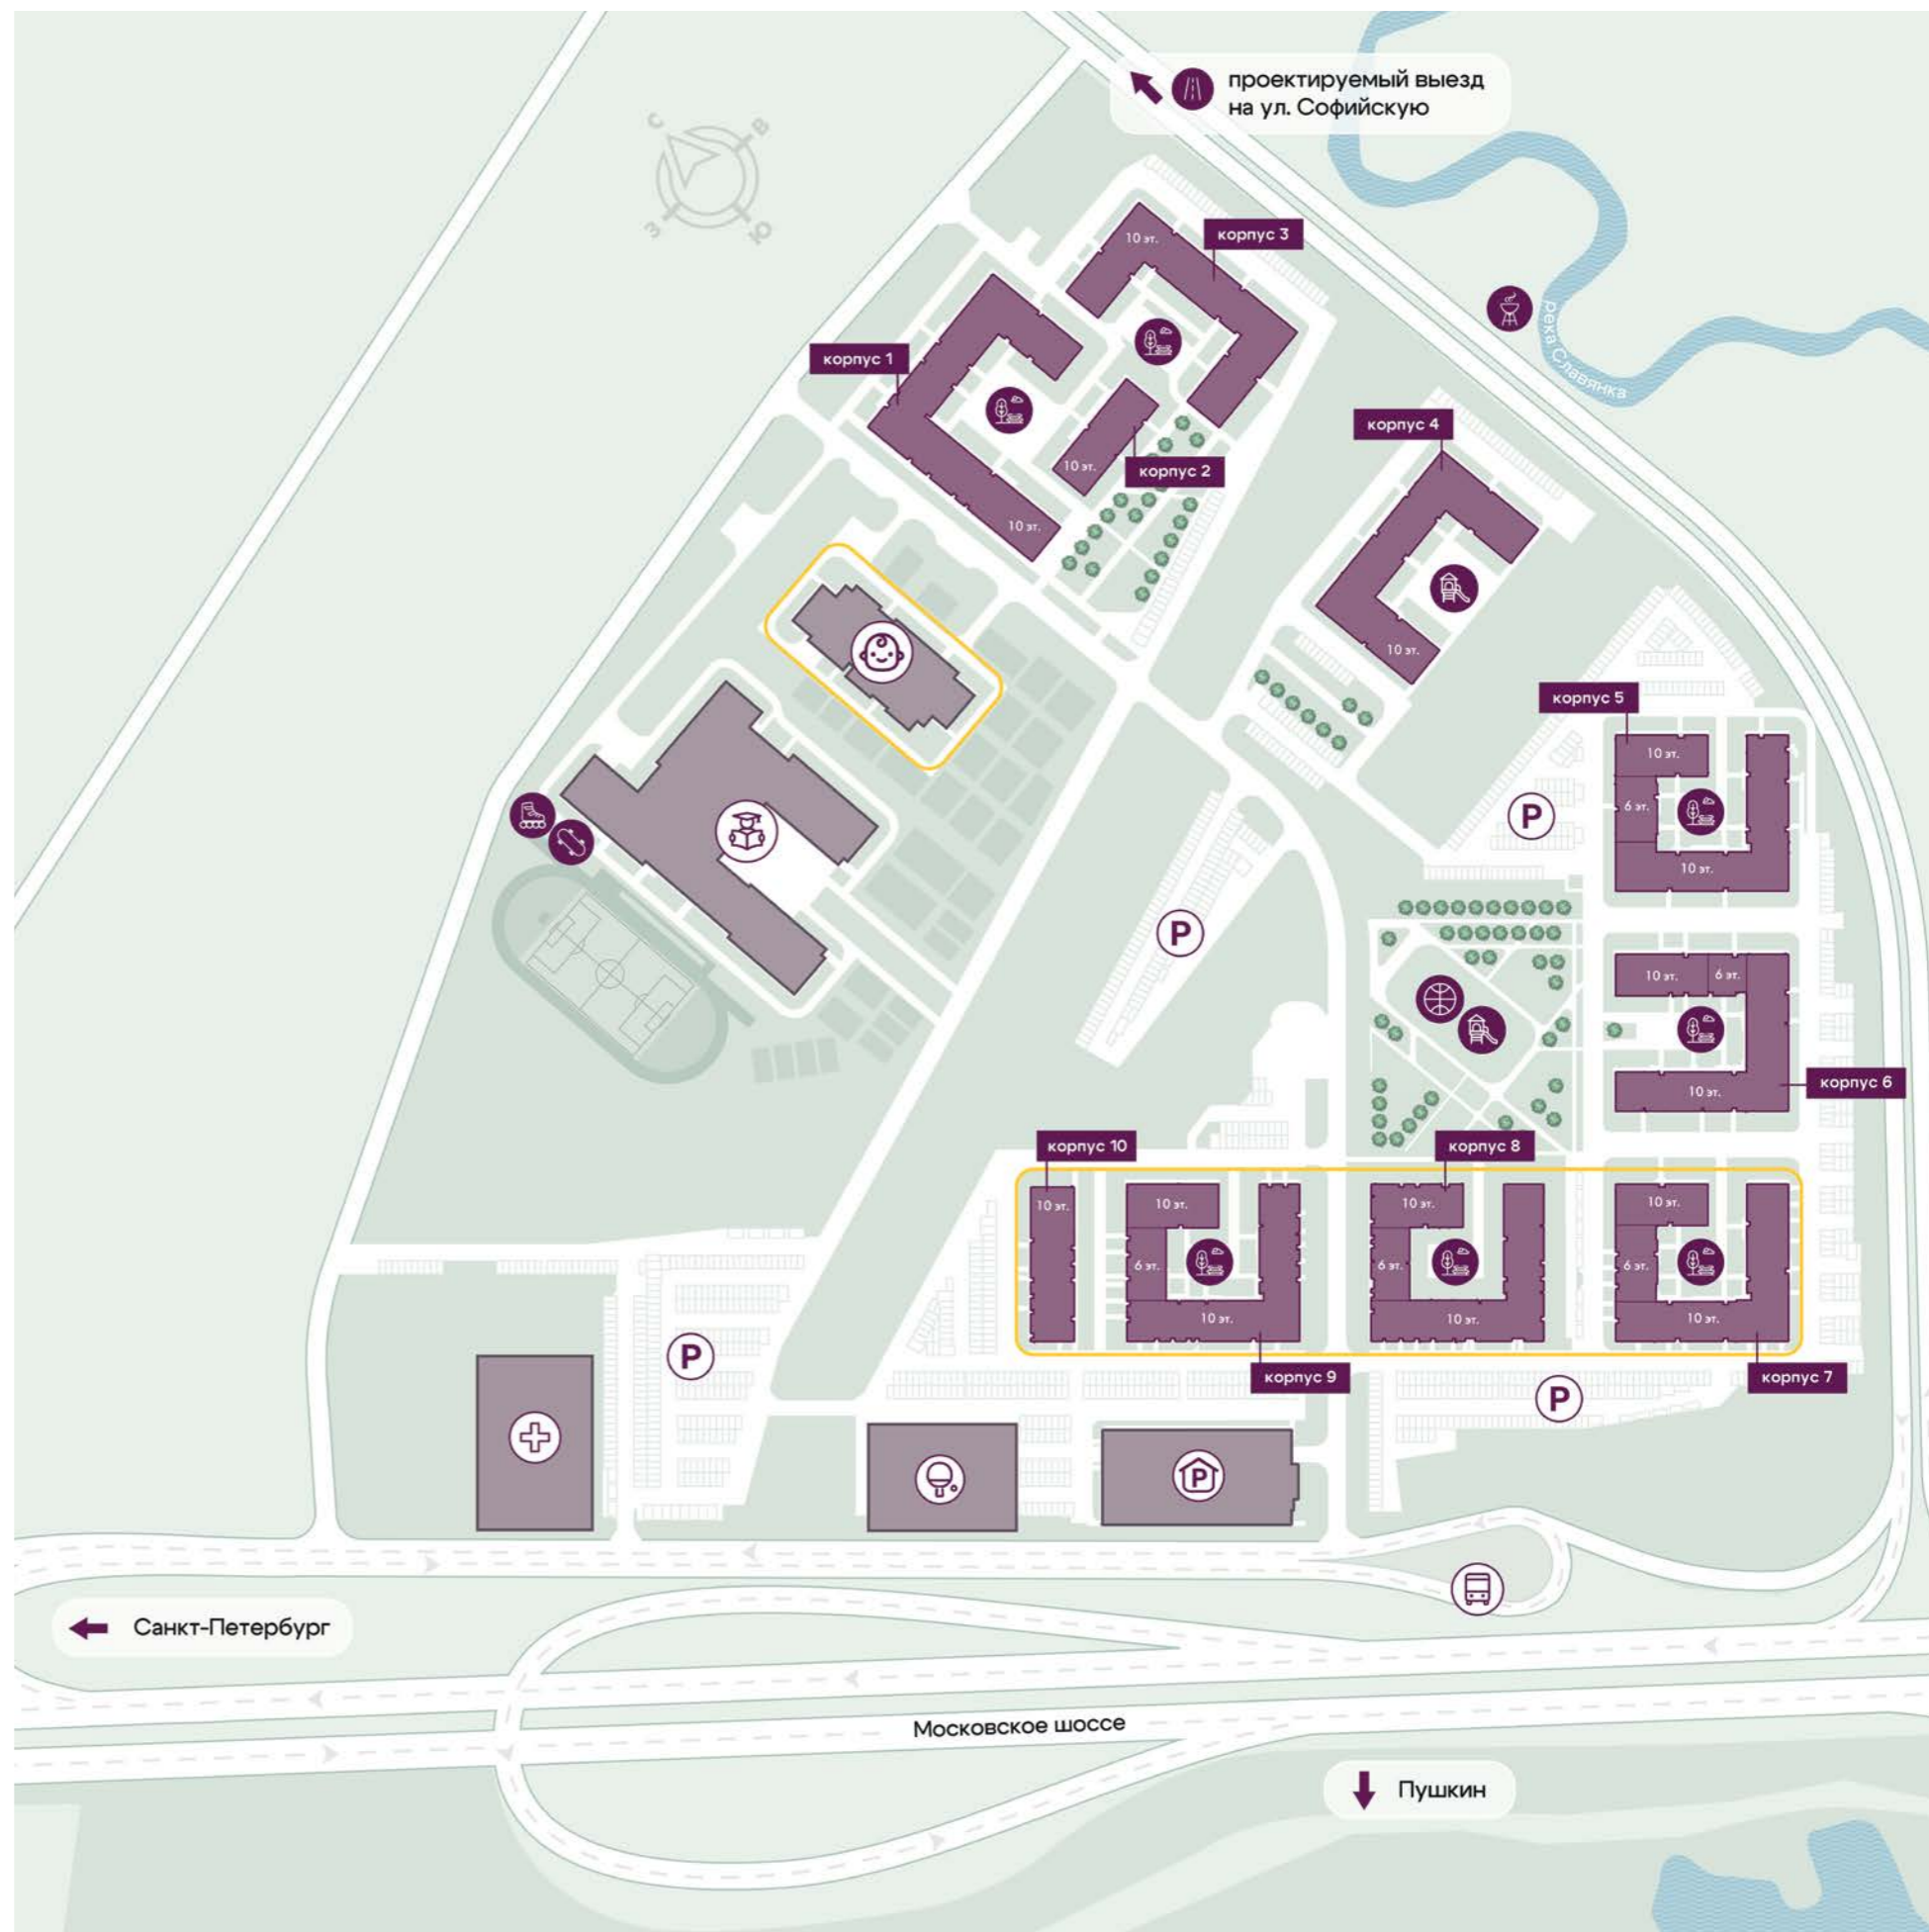 проектируемый выезд
на ул. Софийскую
С
В
З
Ю
корпус 3
10 эт.
корпус 1
10 эт.
корпус 2
10 эт.
река Славянка
корпус 4
10 эт.
корпус 5
10 эт.
6 эт.
10 эт.
P
P
10 эт.
6 эт.
10 эт.
корпус 6
корпус 10
корпус 8
10 эт.
10 эт.
10 эт.
10 эт.
6 эт.
6 эт.
6 эт.
10 эт.
10 эт.
10 эт.
корпус 9
корпус 7
P
P
P
Санкт-Петербург
Московское шоссе
Пушкин